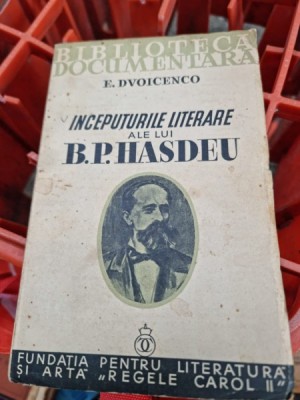 BIBLIOTECA
DOCUMENTARĂ
E. DVOICENCO
INCEPUTURILE LITERARE
ALE LUI
B.P.HASDEU
FUNDAȚIA PENTRU LITERATURĂ
ȘI ARTĂ „REGELE CAROL II”